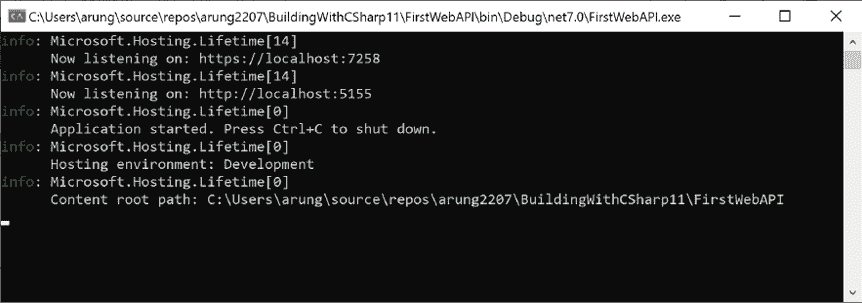 C:\Users\arung\source\repos\arung2207\BuildingWithCSharp11\FirstWebAPI\bin\Debug\net7.0\FirstWebAPI.exe
info: Microsoft.Hosting.Lifetime[14]
Now listening on: https://localhost:7258
info: Microsoft.Hosting.Lifetime[14]
Now listening on: http://localhost:5155
info: Microsoft.Hosting.Lifetime[0]
Application started. Press Ctrl+C to shut down.
info: Microsoft.Hosting.Lifetime[0]
Hosting environment: Development
info: Microsoft.Hosting.Lifetime[0]
Content root path: C:\Users\arung\source\repos\arung2207\BuildingWithCSharp11\FirstWebAPI